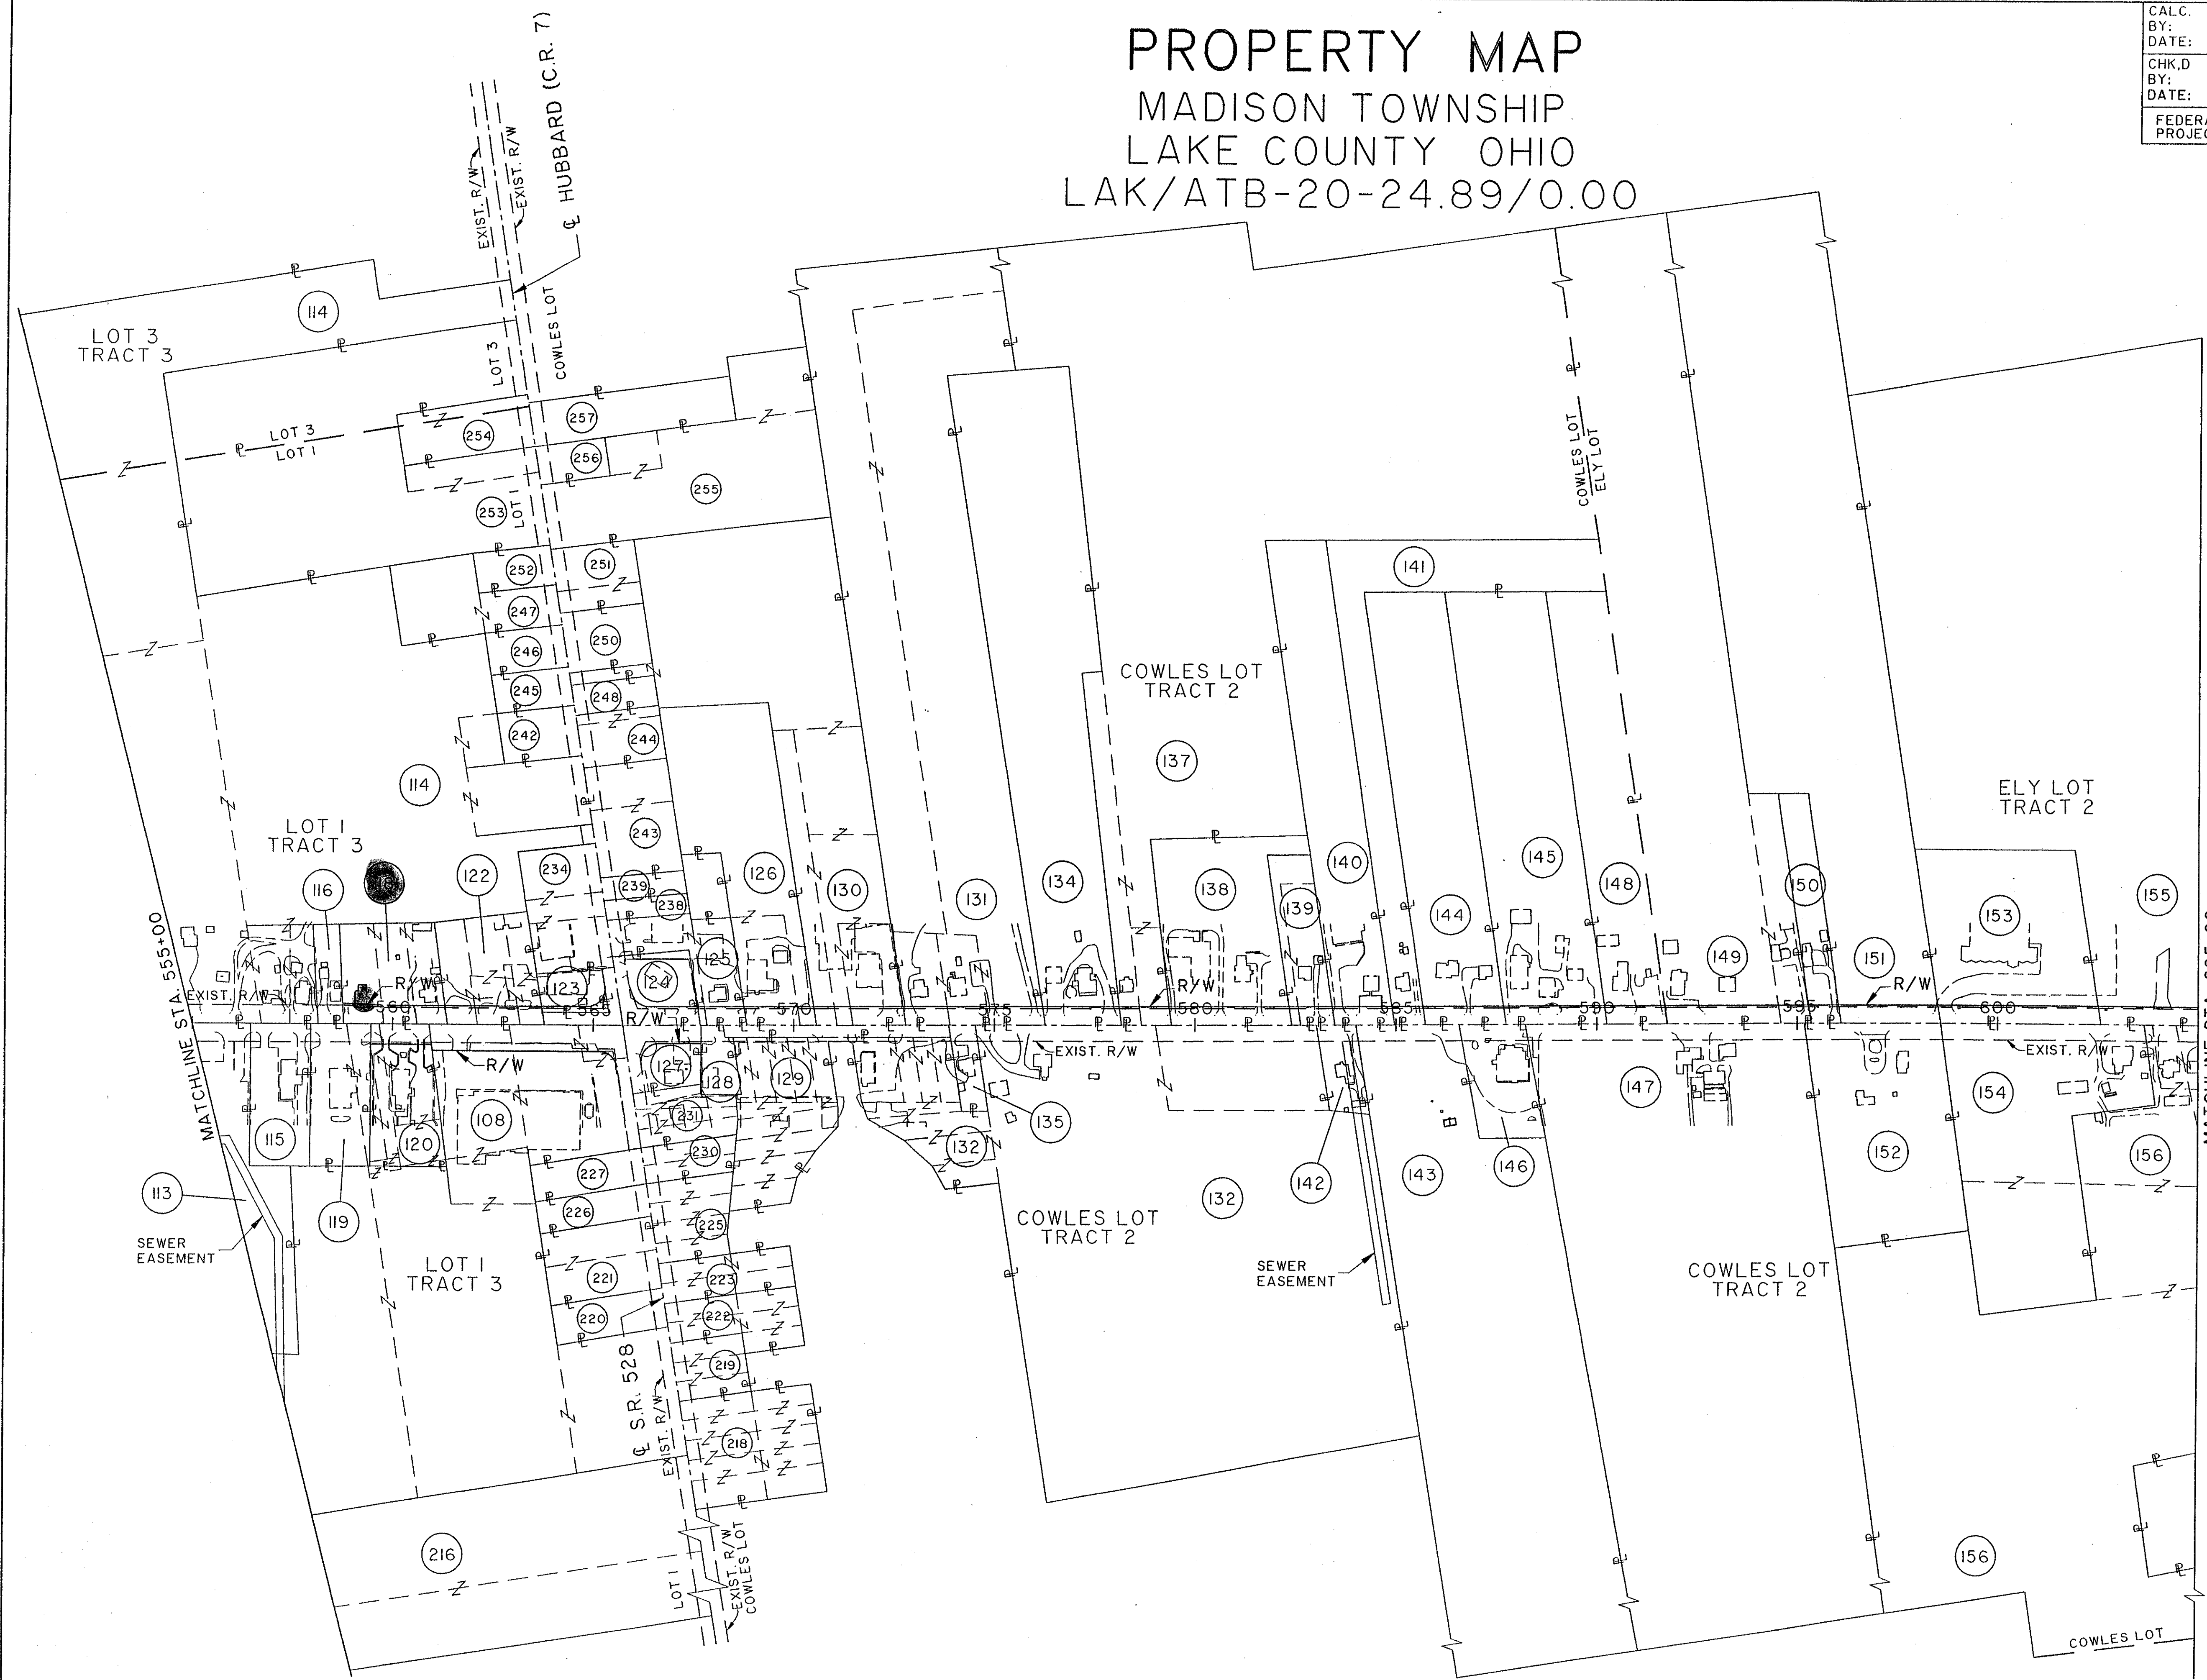 PROPERTY MAP
MADISON TOWNSHIP
LAKE COUNTY OHIO
LAK/ATB-20-24.89/0.00
CALC.
BY:
DATE:
CHK,D
BY:
DATE:
FEDERA
PROJEC
EXIST. R/W
EXIST. R/W
℄ HUBBARD (C.R. 7)
114
LOT 3
TRACT 3
LOT 3
COWLES LOT
257
LOT 3
LOT 1
254
256
255
253
LOT 1
COWLES LOT
ELY LOT
252
251
247
250
246
245
248
242
244
141
COWLES LOT
TRACT 2
137
114
ELY LOT
TRACT 2
LOT 1
TRACT 3
243
116
118
122
234
239
238
126
130
131
134
138
139
140
144
145
148
149
150
151
153
155
MATCHLINE STA. 555+00
123
124
125
EXIST. R/W
R/W
R/W
R/W
R/W
560
565
570
575
580
585
590
595
600
R/W
EXIST. R/W
EXIST. R/W
127
128
129
115
119
120
108
231
230
132
135
142
143
146
147
152
154
156
113
SEWER
EASEMENT
227
226
225
132
COWLES LOT
TRACT 2
SEWER
EASEMENT
LOT 1
TRACT 3
221
223
220
222
219
COWLES LOT
TRACT 2
℄ S.R. 528
EXIST. R/W
218
216
LOT 1
EXIST. R/W
COWLES LOT
156
COWLES LOT